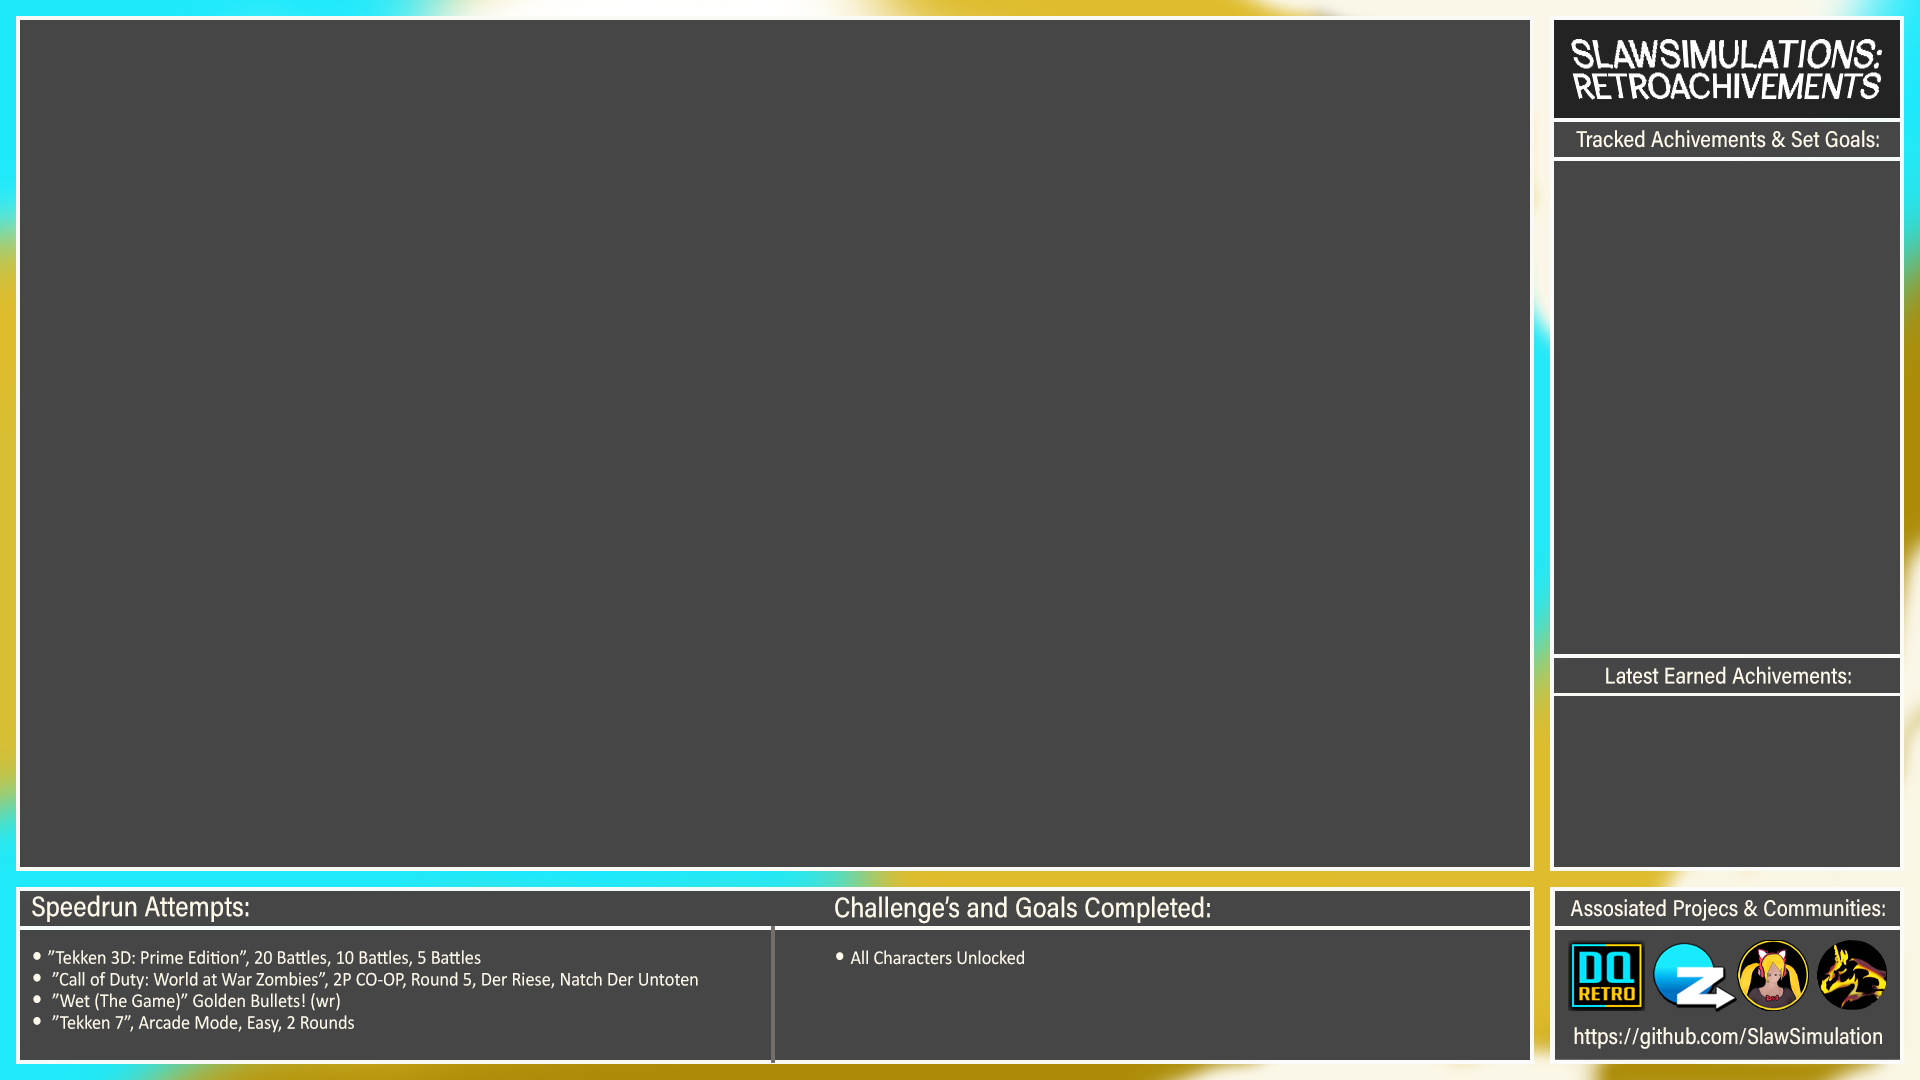 SLAWSIMULATIONS:
RETROACHIVEMENTS
Tracked Achivements & Set Goals:
Latest Earned Achivements:
Speedrun Attempts:
• ”Tekken 3D: Prime Edition”, 20 Battles, 10 Battles, 5 Battles
• ”Call of Duty: World at War Zombies”, 2P CO-OP, Round 5, Der Riese, Natch Der Untoten
• ”Wet (The Game)” Golden Bullets! (wr)
• ”Tekken 7”, Arcade Mode, Easy, 2 Rounds
Challenge’s and Goals Completed:
• All Characters Unlocked
Assosiated Projecs & Communities:
DQ
RETRO
Z
https://github.com/SlawSimulation